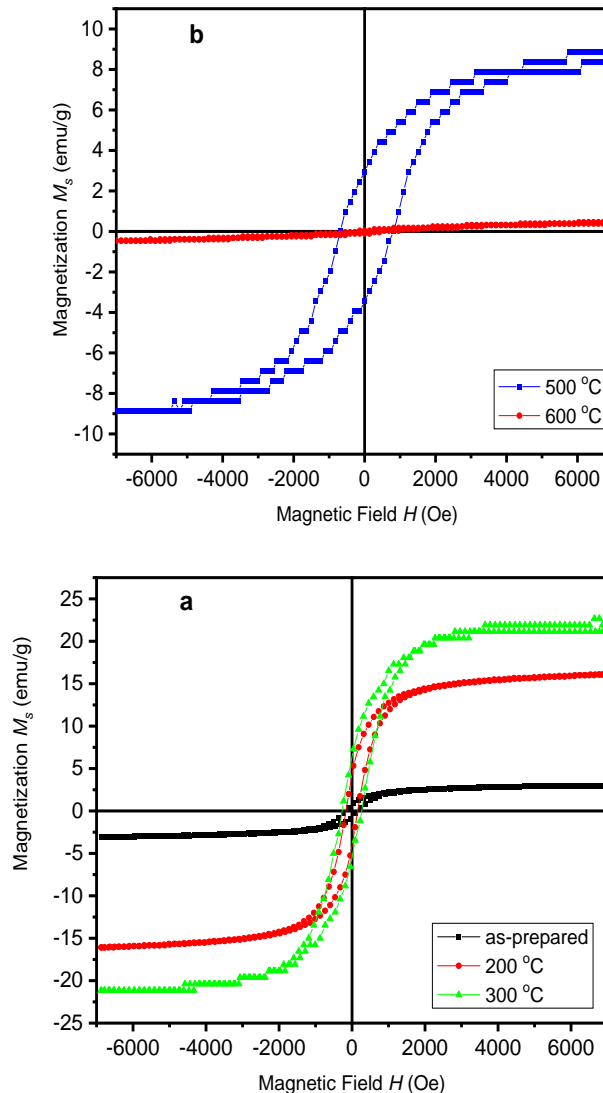 b
Magnetization Ms (emu/g)
10
8
6
4
2
0
-2
-4
-6
-8
-10
500 °C
600 °C
-6000 -4000 -2000 0 2000 4000 6000
Magnetic Field H (Oe)
a
Magnetization Ms (emu/g)
25
20
15
10
5
0
-5
-10
-15
-20
-25
as-prepared
200 °C
300 °C
-6000 -4000 -2000 0 2000 4000 6000
Magnetic Field H (Oe)